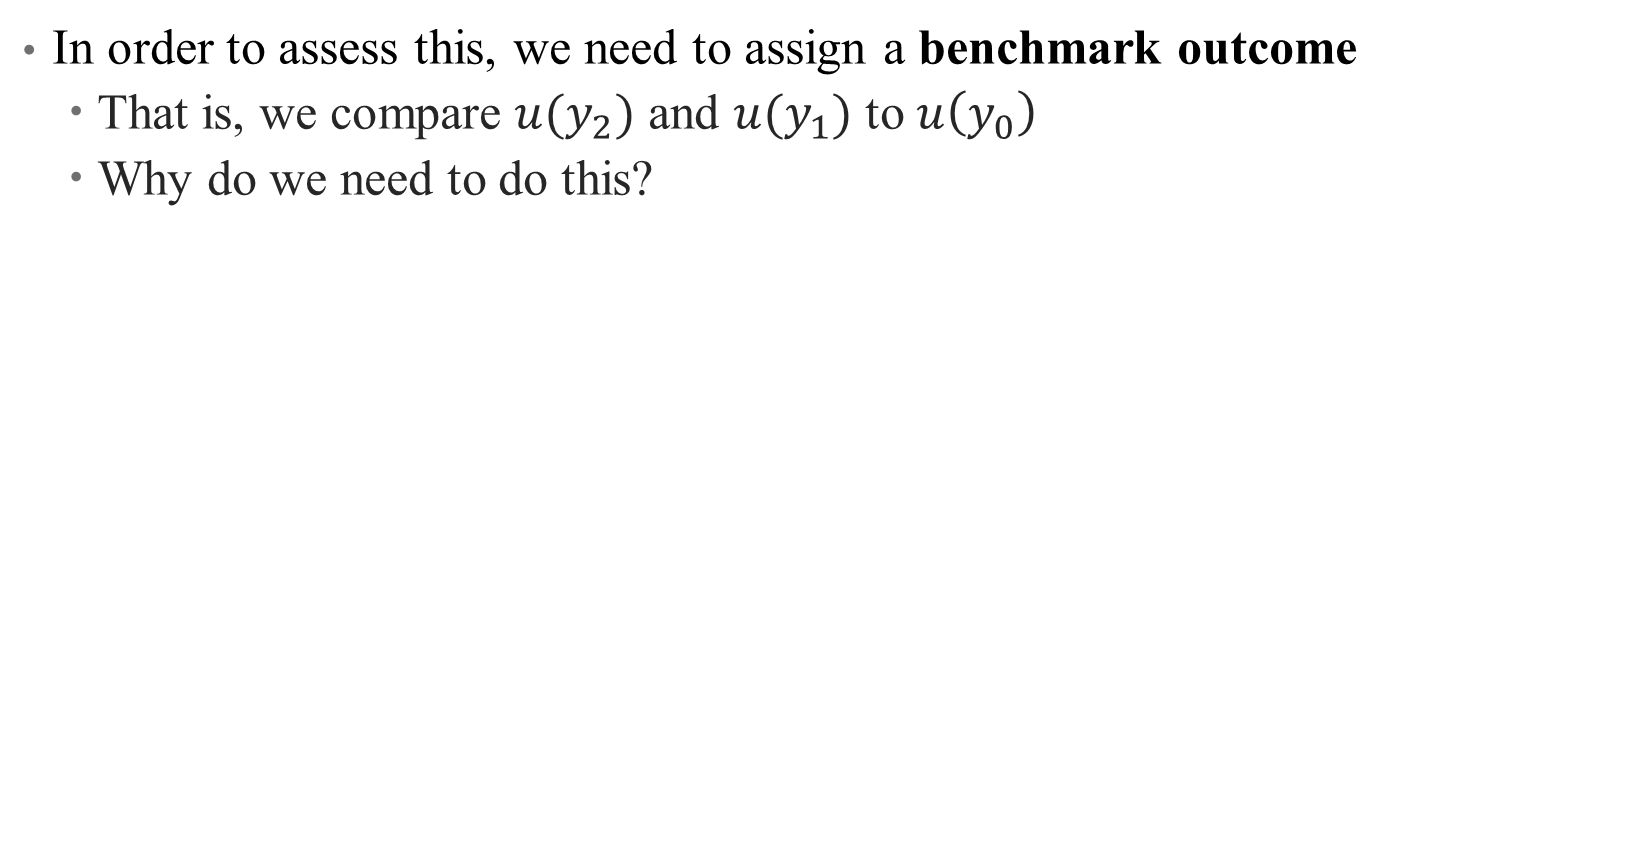 • In order to assess this, we need to assign a benchmark outcome
• That is, we compare u(y₂) and u(y₁) to u(y₀)
• Why do we need to do this?